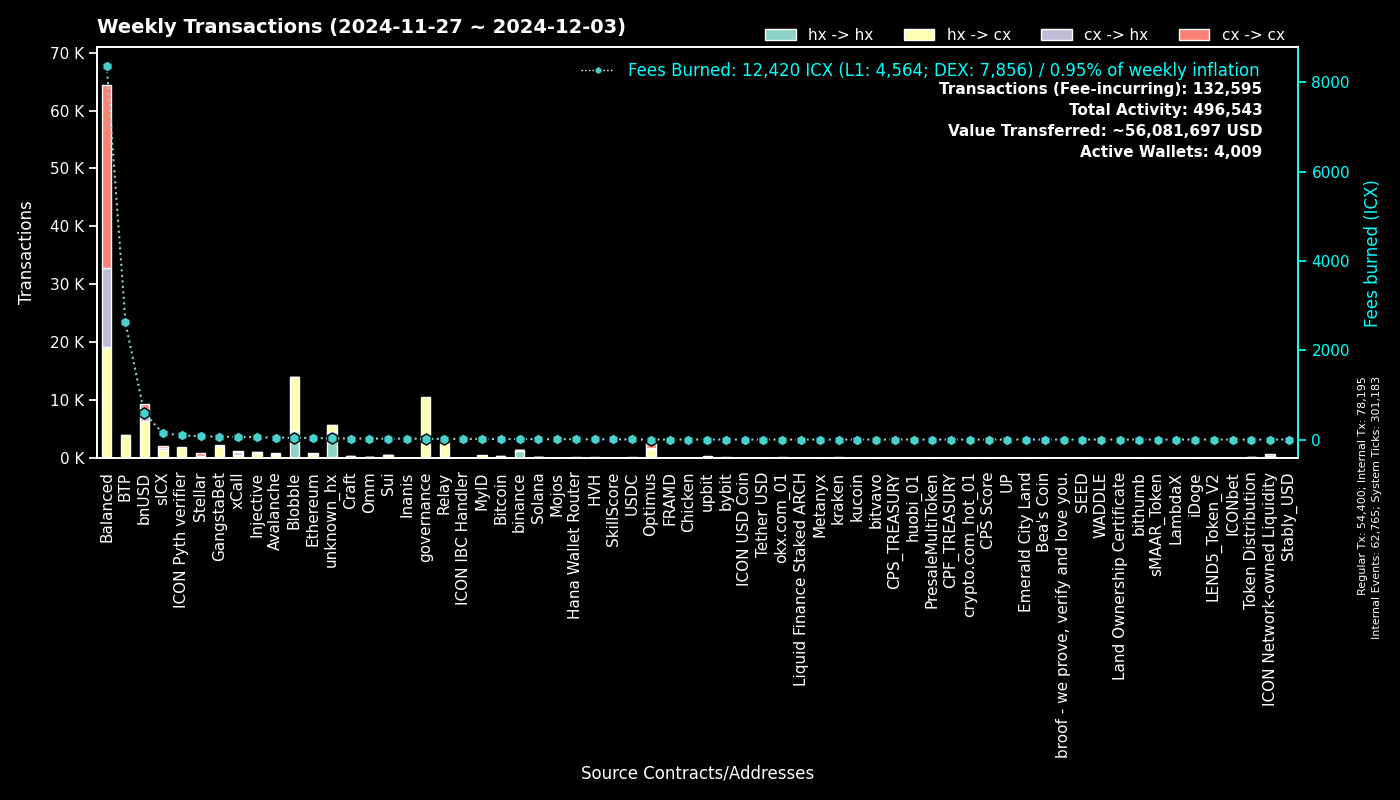 Weekly Transactions (2024-11-27 ~ 2024-12-03)
hx -> hx
hx -> cx
cx -> hx
cx -> cx
Fees Burned: 12,420 ICX (L1: 4,564; DEX: 7,856) / 0.95% of weekly inflation
Transactions (Fee-incurring): 132,595
Total Activity: 496,543
Value Transferred: ~56,081,697 USD
Active Wallets: 4,009
Transactions
70 K
60 K
50 K
40 K
30 K
20 K
10 K
0 K
8000
6000
4000
2000
0
Fees burned (ICX)
Regular Tx: 54,400; Internal Tx: 78,195
Internal Events: 62,765; System Ticks: 301,183
Balanced
BTP
bnUSD
sICX
ICON Pyth verifier
Stellar
GangstaBet
xCall
Injective
Avalanche
Blobble
Ethereum
unknown_hx
Craft
Omm
Sui
Inanis
governance
Relay
ICON IBC Handler
MyID
Bitcoin
binance
Solana
Mojos
Hana Wallet Router
HVH
SkillScore
USDC
Optimus
FRAMD
Chicken
upbit
bybit
ICON USD Coin
Tether USD
okx.com_01
Liquid Finance Staked ARCH
Metanyx
kraken
kucoin
bitvavo
CPS_TREASURY
huobi_01
PresaleMultiToken
CPF_TREASURY
crypto.com_hot_01
CPS Score
UP
Emerald City Land
Bea's Coin
broof - we prove, verify and love you.
SEED
WADDLE
Land Ownership Certificate
bithumb
sMAAR_Token
LambdaX
iDoge
LEND5_Token_V2
ICONbet
Token Distribution
ICON Network-owned Liquidity
Stably_USD
Source Contracts/Addresses